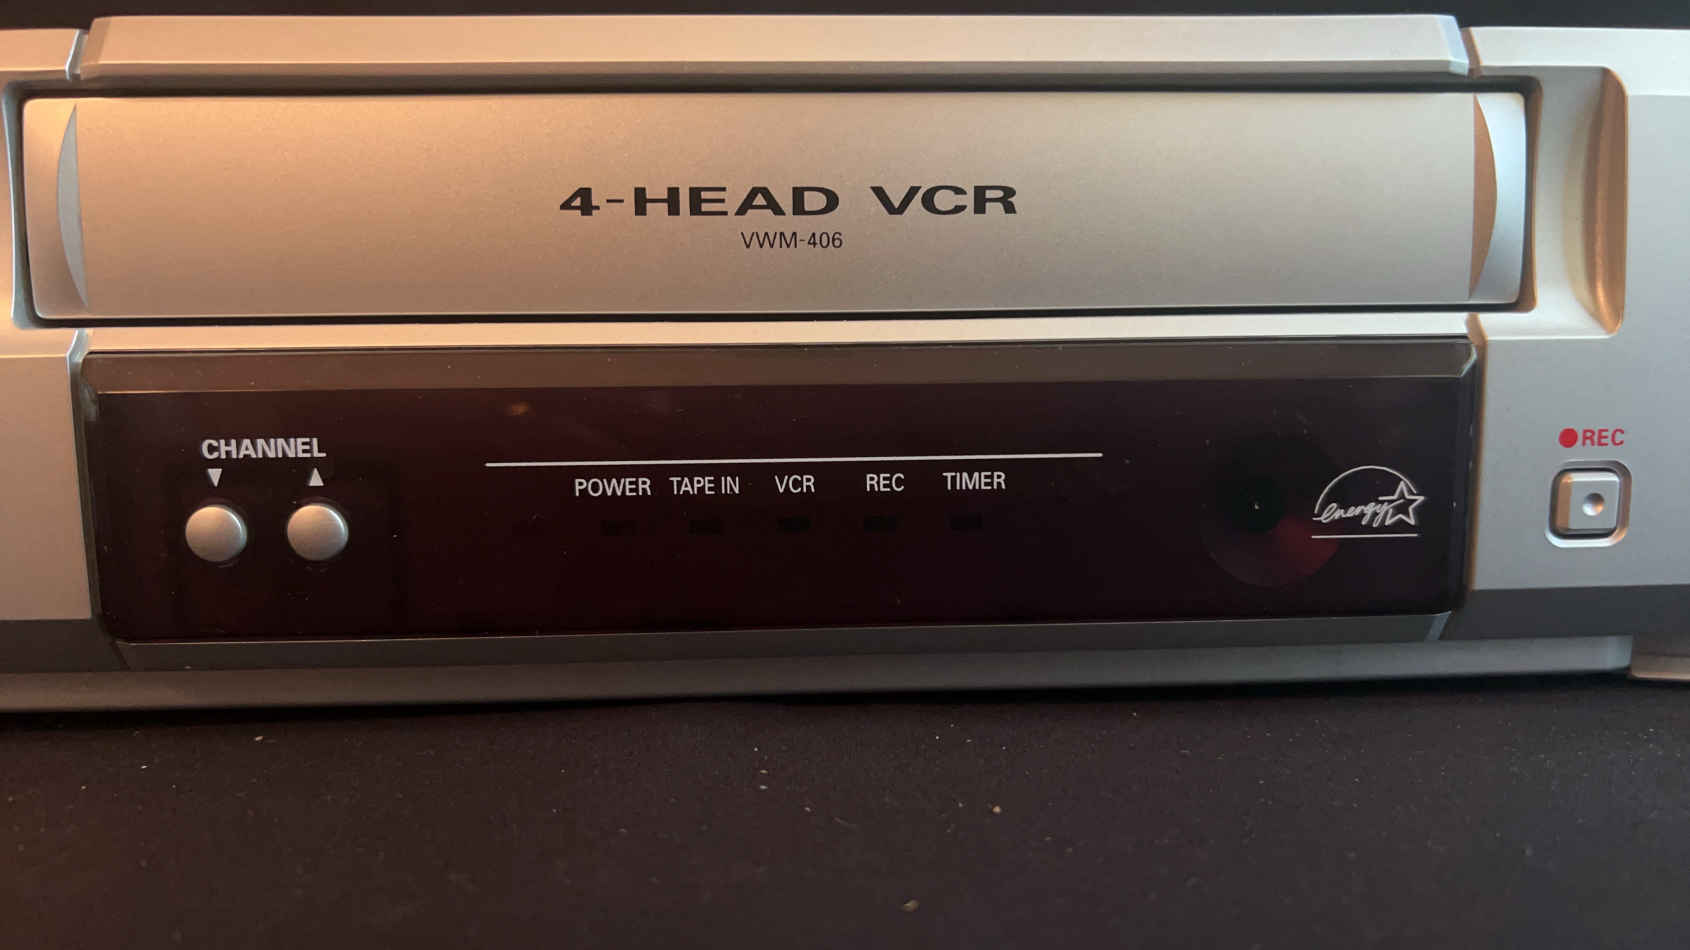 4-HEAD VCR
VWM-406
CHANNEL
▼ ▲
POWER TAPE IN VCR REC TIMER
energy
●REC